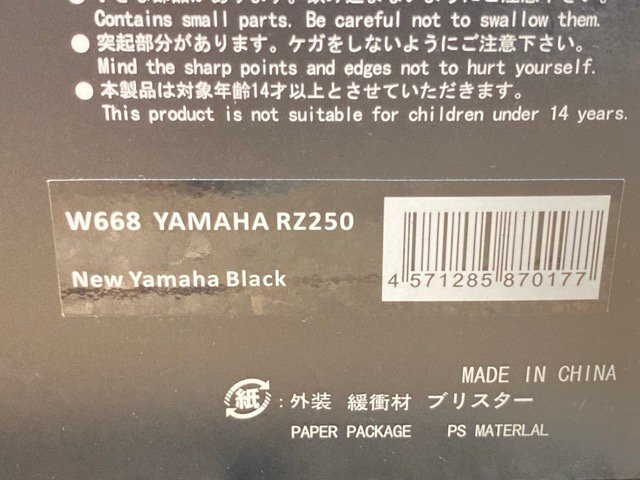 Contains small parts. Be careful not to swallow them.
● 突起部分があります。ケガをしないようにご注意下さい。
Mind the sharp points and edges not to hurt yourself.
● 本製品は対象年齢14才以上とさせていただきます。
This product is not suitable for children under 14 years.
W668 YAMAHA RZ250
New Yamaha Black
4 571285 870177
MADE IN CHINA
紙 : 外装 緩衝材 ブリスター
PAPER PACKAGE PS MATERLAL